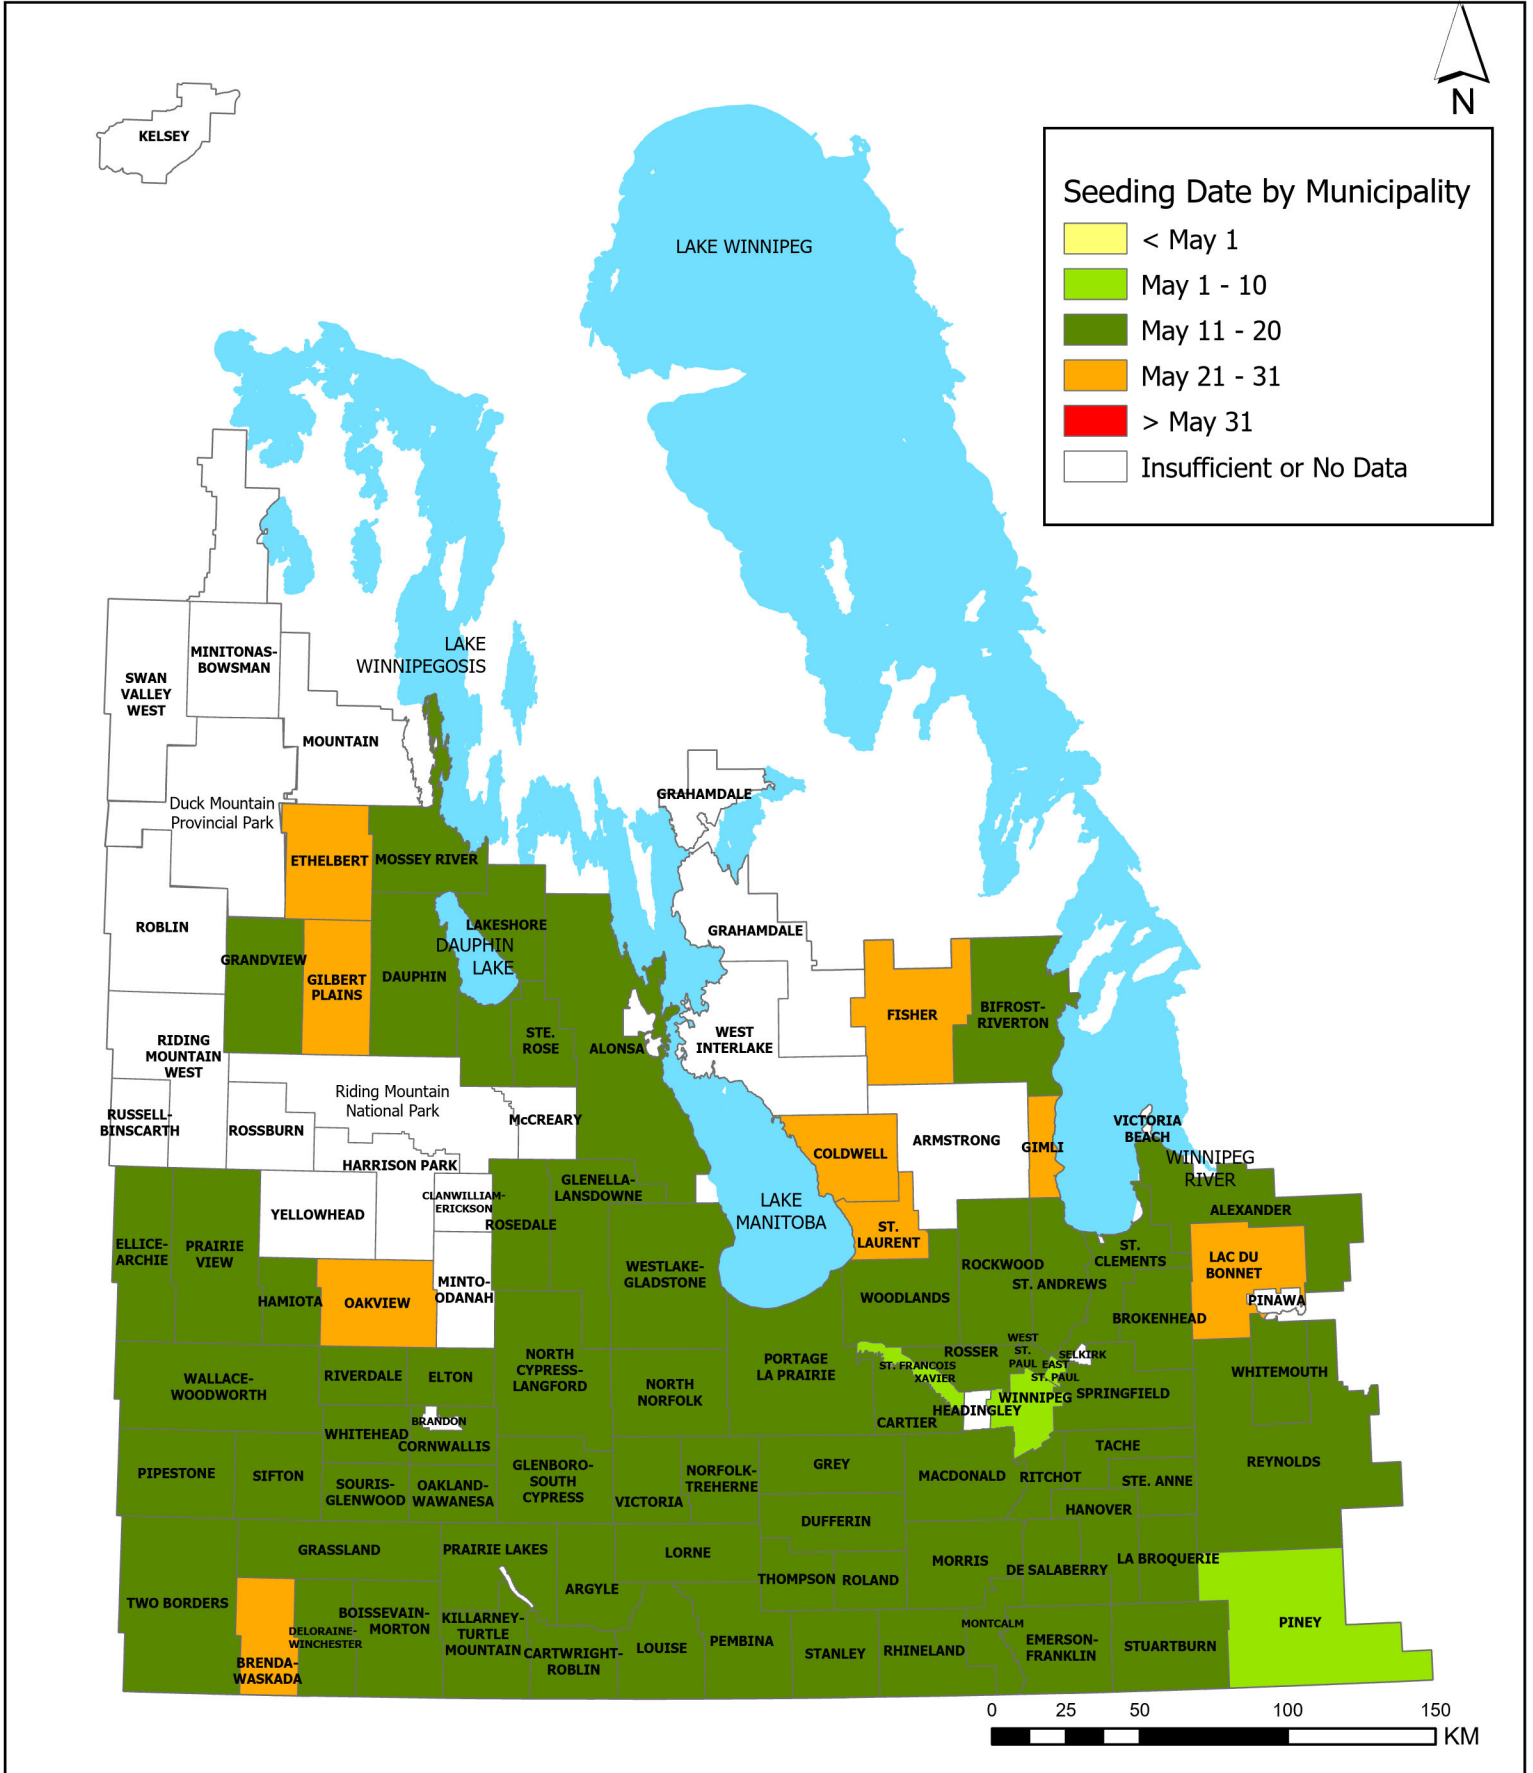 N
KELSEY
Seeding Date by Municipality
< May 1
May 1 - 10
May 11 - 20
May 21 - 31
> May 31
Insufficient or No Data
LAKE WINNIPEG
LAKE
WINNIPEGOSIS
MINITONAS-
BOWSMAN
SWAN
VALLEY
WEST
MOUNTAIN
Duck Mountain
Provincial Park
GRAHAMDALE
ETHELBERT
MOSSEY RIVER
ROBLIN
LAKESHORE
GRAHAMDALE
DAUPHIN
LAKE
GRANDVIEW
GILBERT
PLAINS
DAUPHIN
FISHER
BIFROST-
RIVERTON
RIDING
MOUNTAIN
WEST
STE.
ROSE
ALONSA
WEST
INTERLAKE
Riding Mountain
National Park
RUSSELL-
BINSCARTH
ROSSBURN
McCREARY
ARMSTRONG
GIMLI
VICTORIA
BEACH
COLDWELL
WINNIPEG
RIVER
HARRISON PARK
CLANWILLIAM-
ERICKSON
GLENELLA-
LANSDOWNE
YELLOWHEAD
ROSEDALE
LAKE
MANITOBA
ST.
LAURENT
ALEXANDER
ELLICE-
ARCHIE
PRAIRIE
VIEW
ST.
CLEMENTS
LAC DU
BONNET
WESTLAKE-
GLADSTONE
ROCKWOOD
ST. ANDREWS
MINTO-
ODANAH
HAMIOTA
OAKVIEW
WOODLANDS
PINAWA
BROKENHEAD
WEST
ST.
PAUL
ROSSER
SELKIRK
NORTH
CYPRESS-
LANGFORD
PORTAGE
LA PRAIRIE
ST. FRANCOIS
XAVIER
EAST
ST. PAUL
WHITEMOUTH
WALLACE-
WOODWORTH
RIVERDALE
ELTON
NORTH
NORFOLK
WINNIPEG
SPRINGFIELD
HEADINGLEY
CARTIER
BRANDON
WHITEHEAD
CORNWALLIS
TACHE
PIPESTONE
SIFTON
SOURIS-
GLENWOOD
OAKLAND-
WAWANESA
GLENBORO-
SOUTH
CYPRESS
VICTORIA
NORFOLK-
TREHERNE
GREY
MACDONALD
RITCHOT
STE. ANNE
REYNOLDS
HANOVER
DUFFERIN
GRASSLAND
PRAIRIE LAKES
LORNE
MORRIS
DE SALABERRY
LA BROQUERIE
THOMPSON
ROLAND
ARGYLE
TWO BORDERS
BOISSEVAIN-
MORTON
DELORAINE-
WINCHESTER
KILLARNEY-
TURTLE
MOUNTAIN
MONTCALM
PINEY
BRENDA-
WASKADA
CARTWRIGHT-
ROBLIN
LOUISE
PEMBINA
STANLEY
RHINELAND
EMERSON-
FRANKLIN
STUARTBURN
0 25 50 100 150
KM